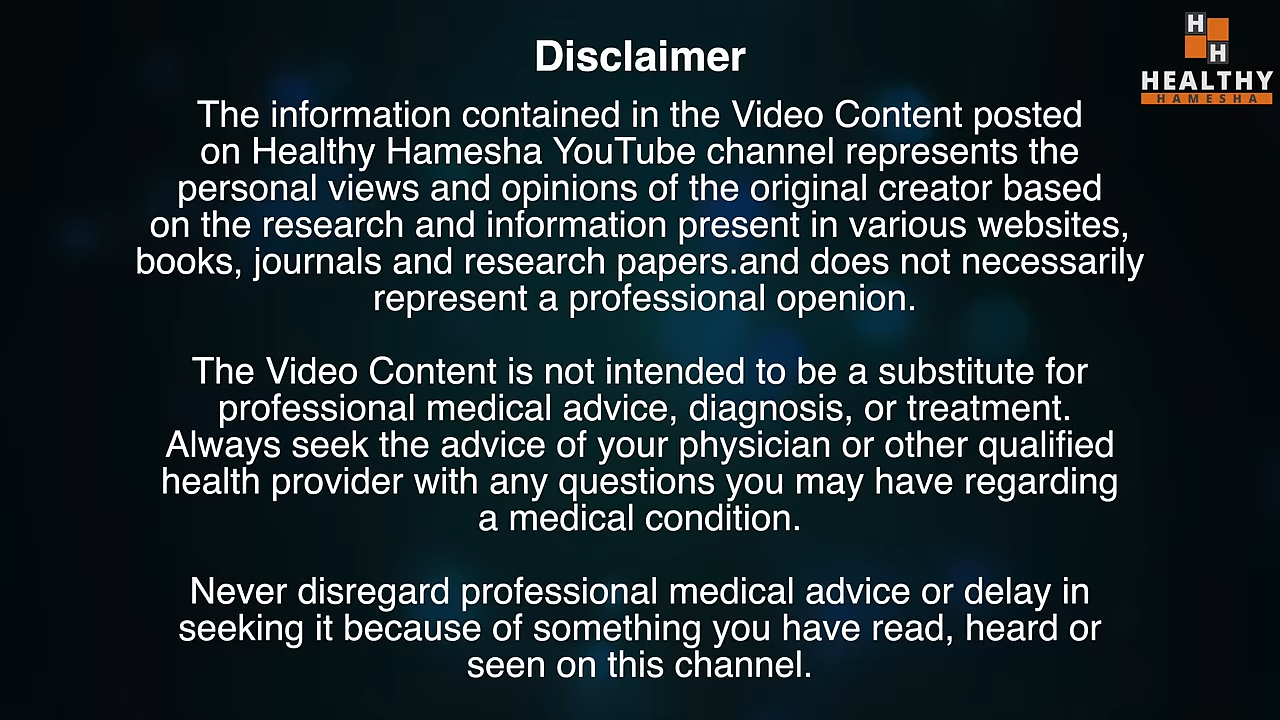 H
H
HEALTHY
HAMESHA
Disclaimer
The information contained in the Video Content posted
on Healthy Hamesha YouTube channel represents the
personal views and opinions of the original creator based
on the research and information present in various websites,
books, journals and research papers.and does not necessarily
represent a professional openion.
The Video Content is not intended to be a substitute for
professional medical advice, diagnosis, or treatment.
Always seek the advice of your physician or other qualified
health provider with any questions you may have regarding
a medical condition.
Never disregard professional medical advice or delay in
seeking it because of something you have read, heard or
seen on this channel.